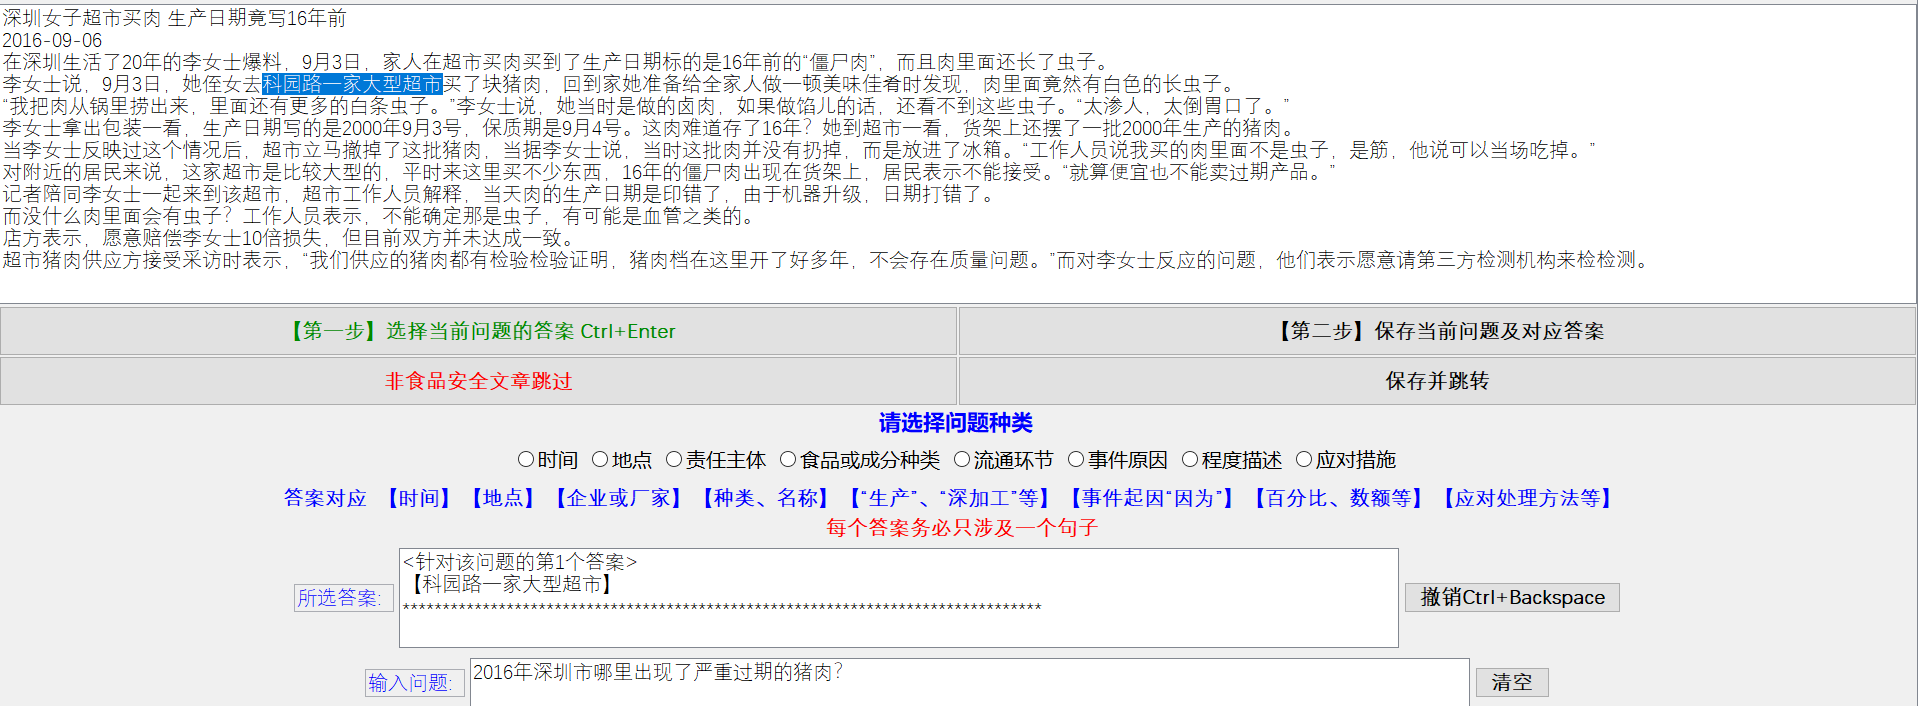 深圳女子超市买肉 生产日期竟写16年前
2016-09-06
在深圳生活了20年的李女士爆料，9月3日，家人在超市买肉买到了生产日期标的是16年前的“僵尸肉”，而且肉里面还长了虫子。
李女士说，9月3日，她侄女去科园路一家大型超市买了块猪肉，回到家她准备给全家人做一顿美味佳肴时发现，肉里面竟然有白色的长虫子。
“我把肉从锅里捞出来，里面还有更多的白条虫子。”李女士说，她当时是做的卤肉，如果做馅儿的话，还看不到这些虫子。“太渗人，太倒胃口了。”
李女士拿出包装一看，生产日期写的是2000年9月3号，保质期是9月4号。这肉难道存了16年？她到超市一看，货架上还摆了一批2000年生产的猪肉。
当李女士反映过这个情况后，超市立马撤掉了这批猪肉，当据李女士说，当时这批肉并没有扔掉，而是放进了冰箱。“工作人员说我买的肉里面不是虫子，是筋，他说可以当场吃掉。”
对附近的居民来说，这家超市是比较大型的，平时来这里买不少东西，16年的僵尸肉出现在货架上，居民表示不能接受。“就算便宜也不能卖过期产品。”
记者陪同李女士一起来到该超市，超市工作人员解释，当天肉的生产日期是印错了，由于机器升级，日期打错了。
而没什么肉里面会有虫子？工作人员表示，不能确定那是虫子，有可能是血管之类的。
店方表示，愿意赔偿李女士10倍损失，但目前双方并未达成一致。
超市猪肉供应方接受采访时表示，“我们供应的猪肉都有检验检验证明，猪肉档在这里开了好多年，不会存在质量问题。”而对李女士反应的问题，他们表示愿意请第三方检测机构来检检测。
【第一步】选择当前问题的答案 Ctrl+Enter
【第二步】保存当前问题及对应答案
非食品安全文章跳过
保存并跳转
请选择问题种类
时间 地点 责任主体 食品或成分种类 流通环节 事件原因 程度描述 应对措施
答案对应 【时间】【地点】【企业或厂家】【种类、名称】【“生产”、“深加工”等】【事件起因“因为”】【百分比、数额等】【应对处理方法等】
每个答案务必只涉及一个句子
所选答案:
<针对该问题的第1个答案>
【科园路一家大型超市】
********************************************************************************
撤销Ctrl+Backspace
输入问题:
2016年深圳市哪里出现了严重过期的猪肉?
清空